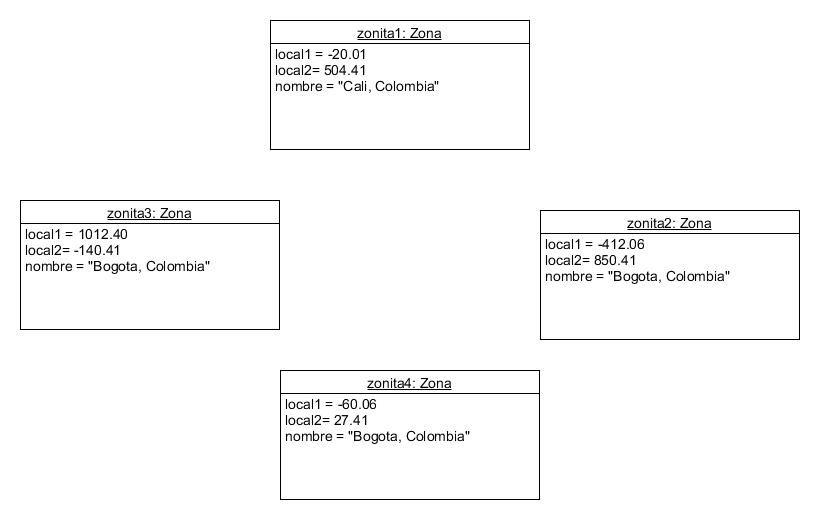 zonita1: Zona
local1 = -20.01
local2= 504.41
nombre = "Cali, Colombia"
zonita3: Zona
local1 = 1012.40
local2= -140.41
nombre = "Bogota, Colombia"
zonita2: Zona
local1 = -412.06
local2= 850.41
nombre = "Bogota, Colombia"
zonita4: Zona
local1 = -60.06
local2= 27.41
nombre = "Bogota, Colombia"